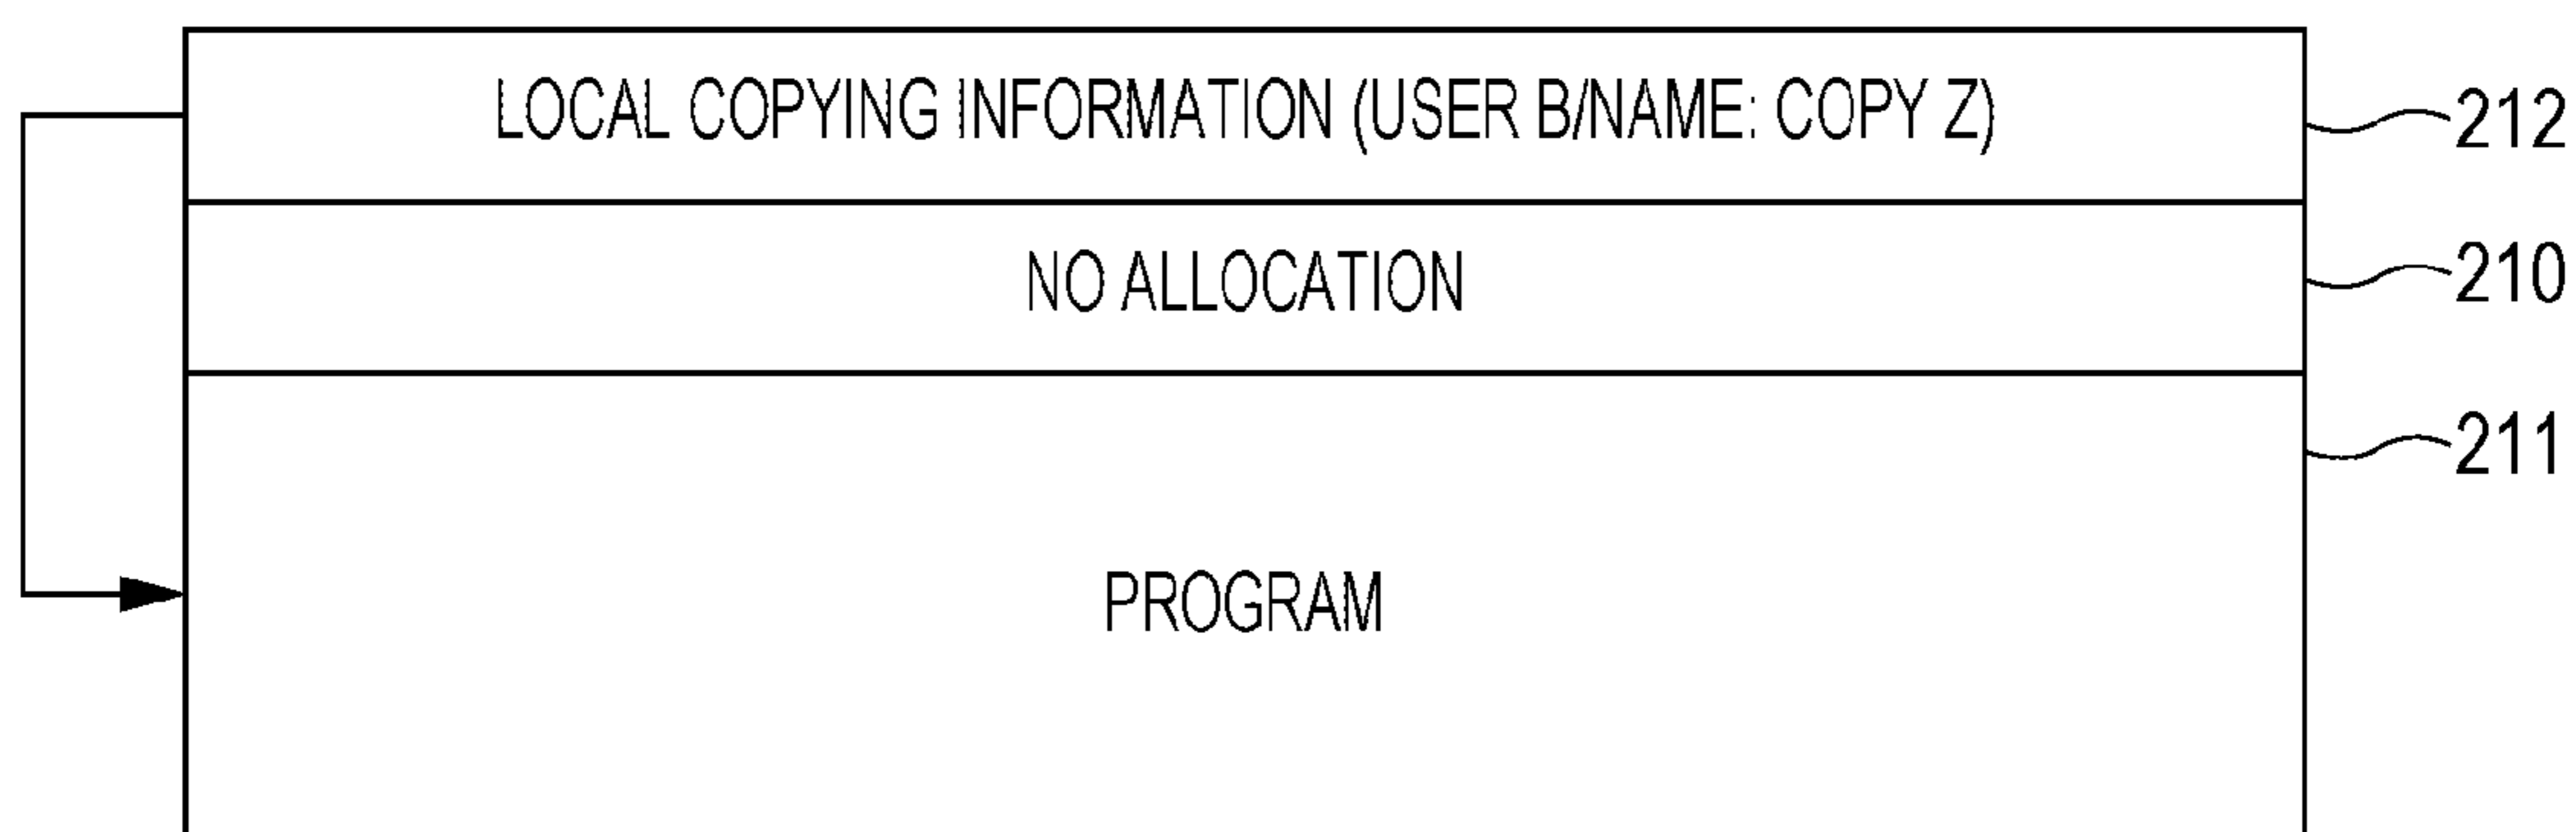 LOCAL COPYING INFORMATION (USER B/NAME: COPY Z)
212
NO ALLOCATION
210
211
PROGRAM